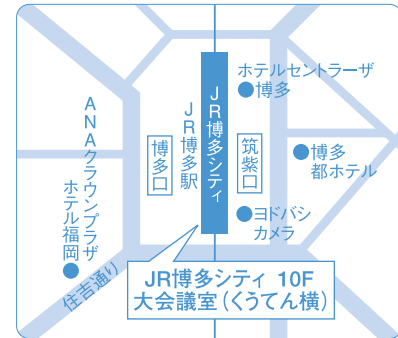 ホテルセントラーザ
博多
JR博多シティ
JR博多駅
博多口
筑紫口
博多
都ホテル
ヨドバシ
カメラ
ANAクラウンプラザ
ホテル福岡
住吉通り
JR博多シティ 10F
大会議室（くうてん横）